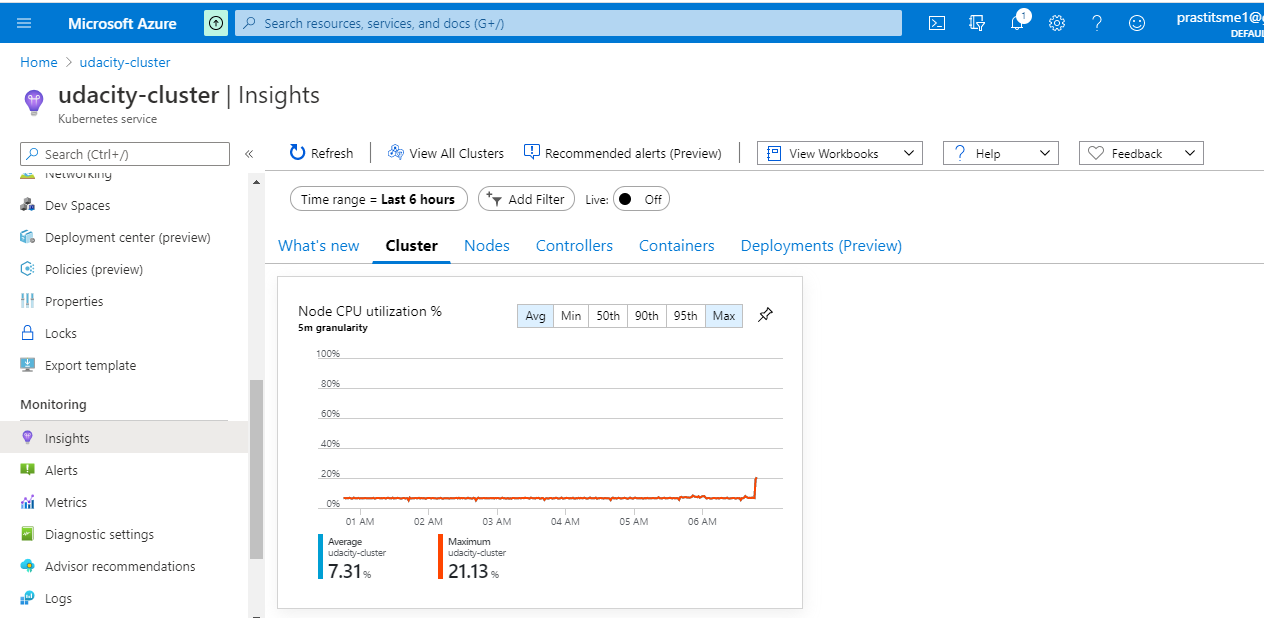 Microsoft Azure
Search resources, services, and docs (G+/)
1
prastitsme1@
DEFAU
Home > udacity-cluster
udacity-cluster | Insights
Kubernetes service
Search (Ctrl+/)
«
Refresh
View All Clusters
Recommended alerts (Preview)
View Workbooks
Help
Feedback
Networking
Dev Spaces
Deployment center (preview)
Policies (preview)
Properties
Locks
Export template
Monitoring
Insights
Alerts
Metrics
Diagnostic settings
Advisor recommendations
Logs
Time range = Last 6 hours
Add Filter
Live: Off
What's new Cluster Nodes Controllers Containers Deployments (Preview)
Node CPU utilization %
5m granularity
Avg Min 50th 90th 95th Max
100%
80%
60%
40%
20%
0%
01 AM 02 AM 03 AM 04 AM 05 AM 06 AM
Average
udacity-cluster
7.31 %
Maximum
udacity-cluster
21.13 %